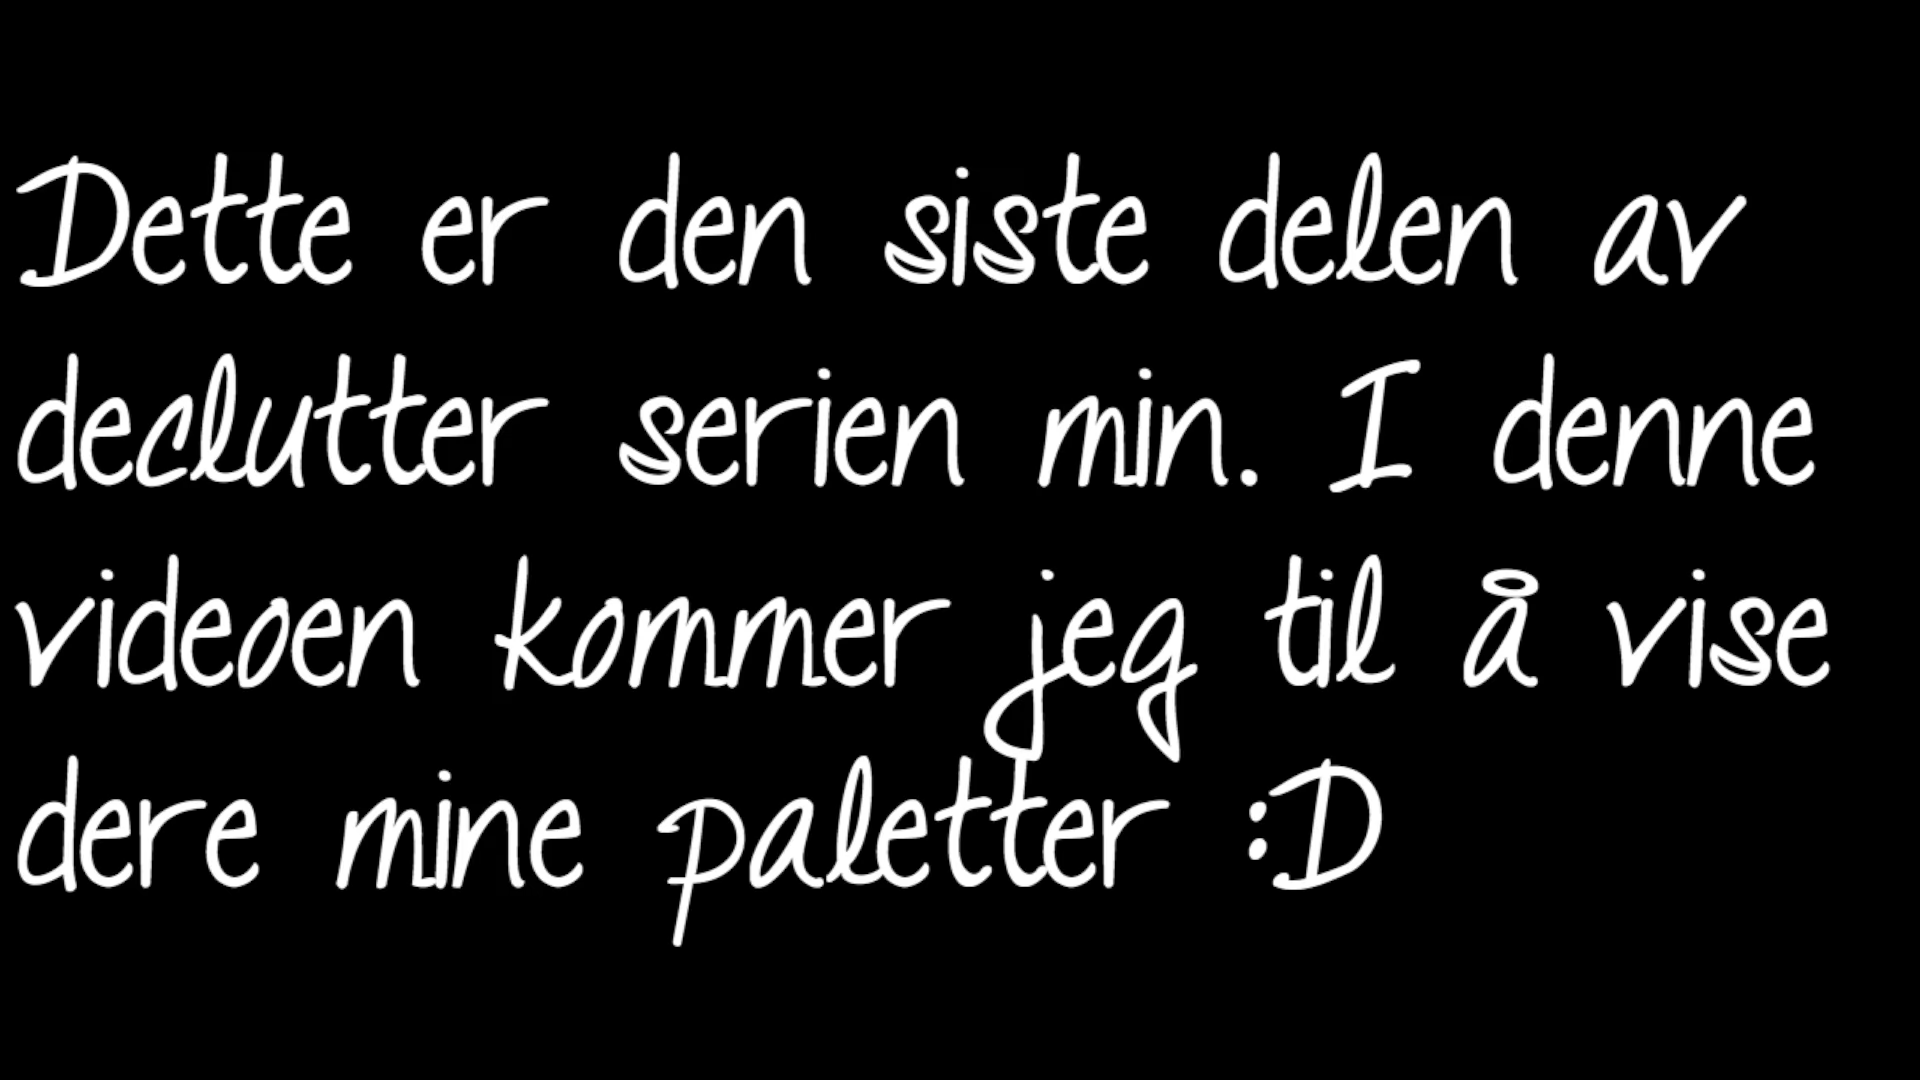 Dette er den siste delen av
declutter serien min. I denne
videoen kommer jeg til å vise
dere mine paletter :D